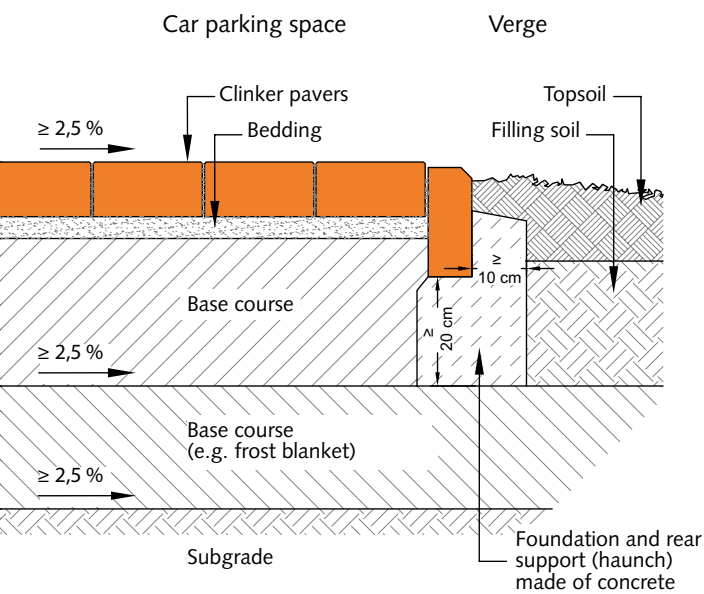 Car parking space
Verge
Clinker pavers
Topsoil
≥ 2,5 %
Bedding
Filling soil
≥
10 cm
Base course
≥
20 cm
≥ 2,5 %
Base course
(e.g. frost blanket)
≥ 2,5 %
Foundation and rear
support (haunch)
made of concrete
Subgrade